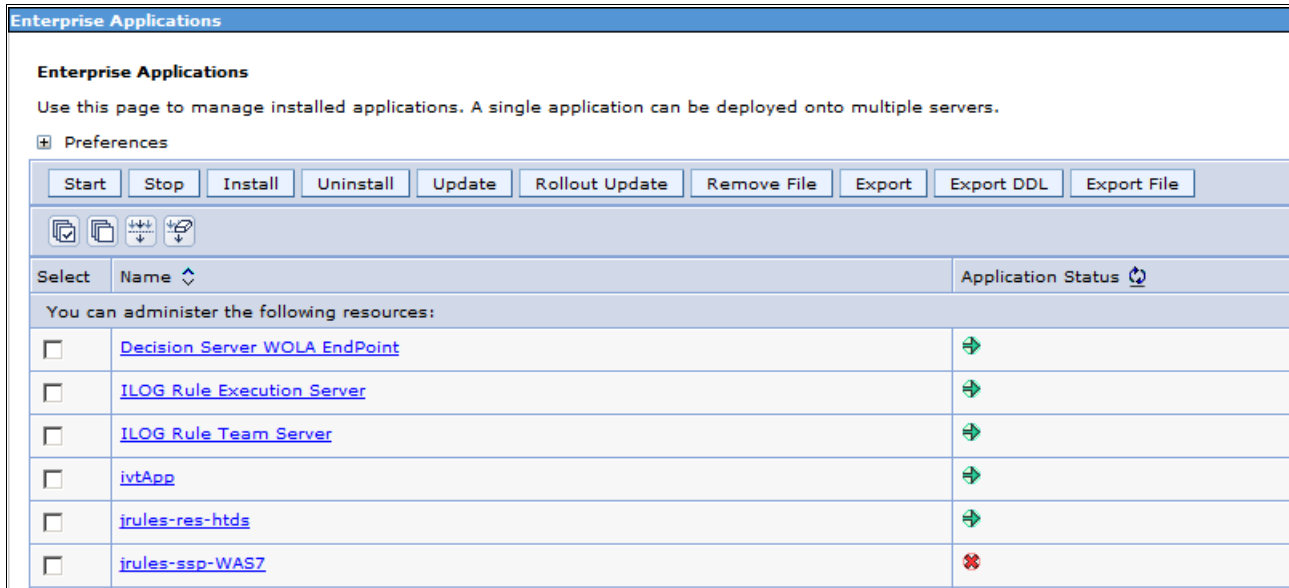 Enterprise Applications
Enterprise Applications
Use this page to manage installed applications. A single application can be deployed onto multiple servers.
Preferences
Start Stop Install Uninstall Update Rollout Update Remove File Export Export DDL Export File
Select Name Application Status
You can administer the following resources:
Decision Server WOLA EndPoint
ILOG Rule Execution Server
ILOG Rule Team Server
ivtApp
jrules-res-htds
jrules-ssp-WAS7